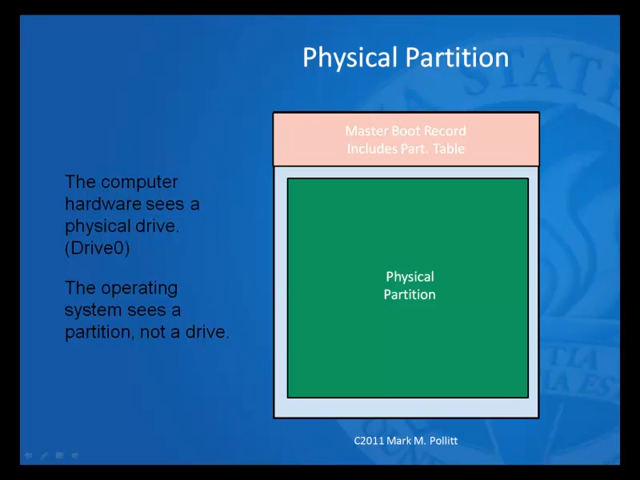 Physical Partition
Master Boot Record
Includes Part. Table
The computer
hardware sees a
physical drive.
(Drive0)
The operating
system sees a
partition, not a drive.
Physical
Partition
C2011 Mark M. Pollitt